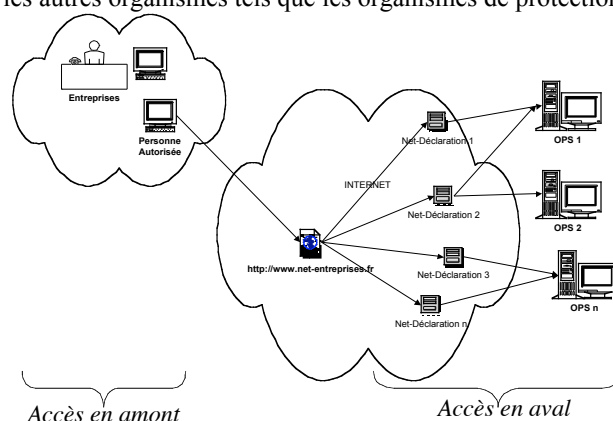 les autres organismes tels que les organismes de protection
Entreprises
Personne
Autorisée
INTERNET
http://www.net-entreprises.fr
Net-Déclaration 1
Net-Déclaration 2
Net-Déclaration 3
Net-Déclaration n
OPS 1
OPS 2
OPS n
Accès en amont
Accès en aval